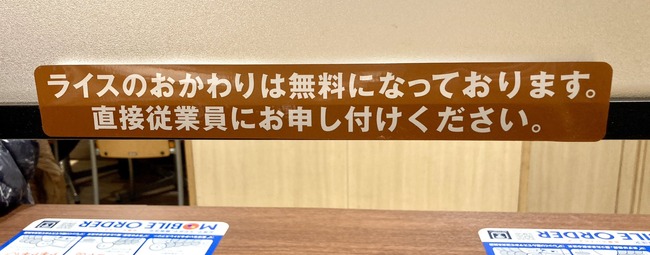 ライスのおかわりは無料になっております。
直接従業員にお申し付けください。
MOBILE ORDER
BILE ORDER